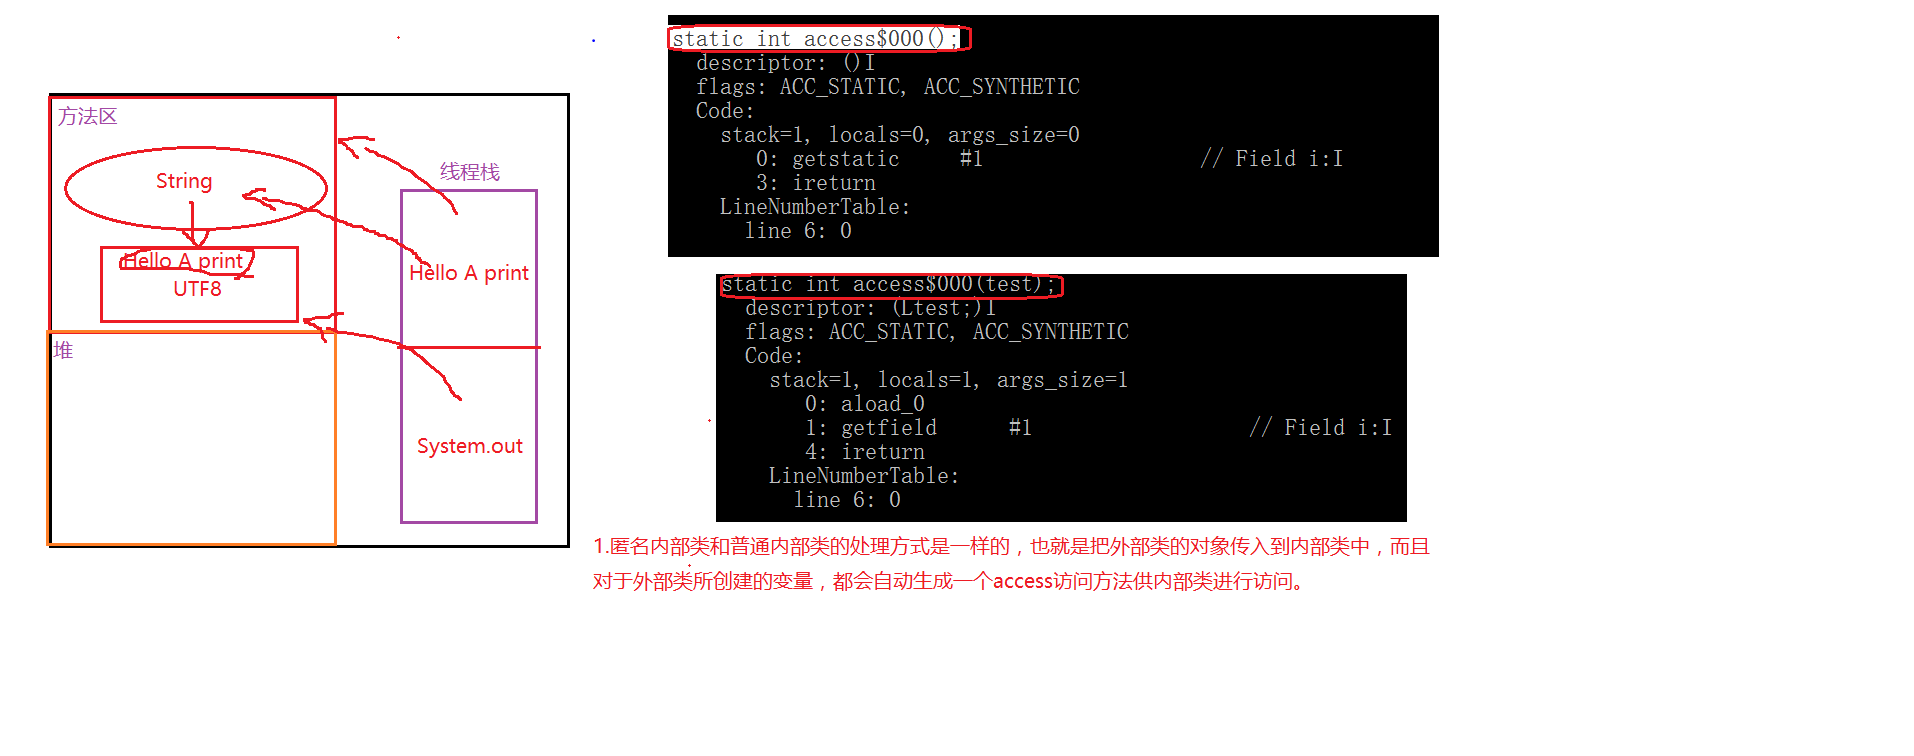 方法区
String
Hello A print
UTF8
堆
线程栈
Hello A print
System.out
static int access$000();
descriptor: ()I
flags: ACC_STATIC, ACC_SYNTHETIC
Code:
stack=1, locals=0, args_size=0
0: getstatic #1 // Field i:I
3: ireturn
LineNumberTable:
line 6: 0
static int access$000(test);
descriptor: (Ltest;)I
flags: ACC_STATIC, ACC_SYNTHETIC
Code:
stack=1, locals=1, args_size=1
0: aload_0
1: getfield #1 // Field i:I
4: ireturn
LineNumberTable:
line 6: 0
1.匿名内部类和普通内部类的处理方式是一样的，也就是把外部类的对象传入到内部类中，而且
对于外部类所创建的变量，都会自动生成一个access访问方法供内部类进行访问。